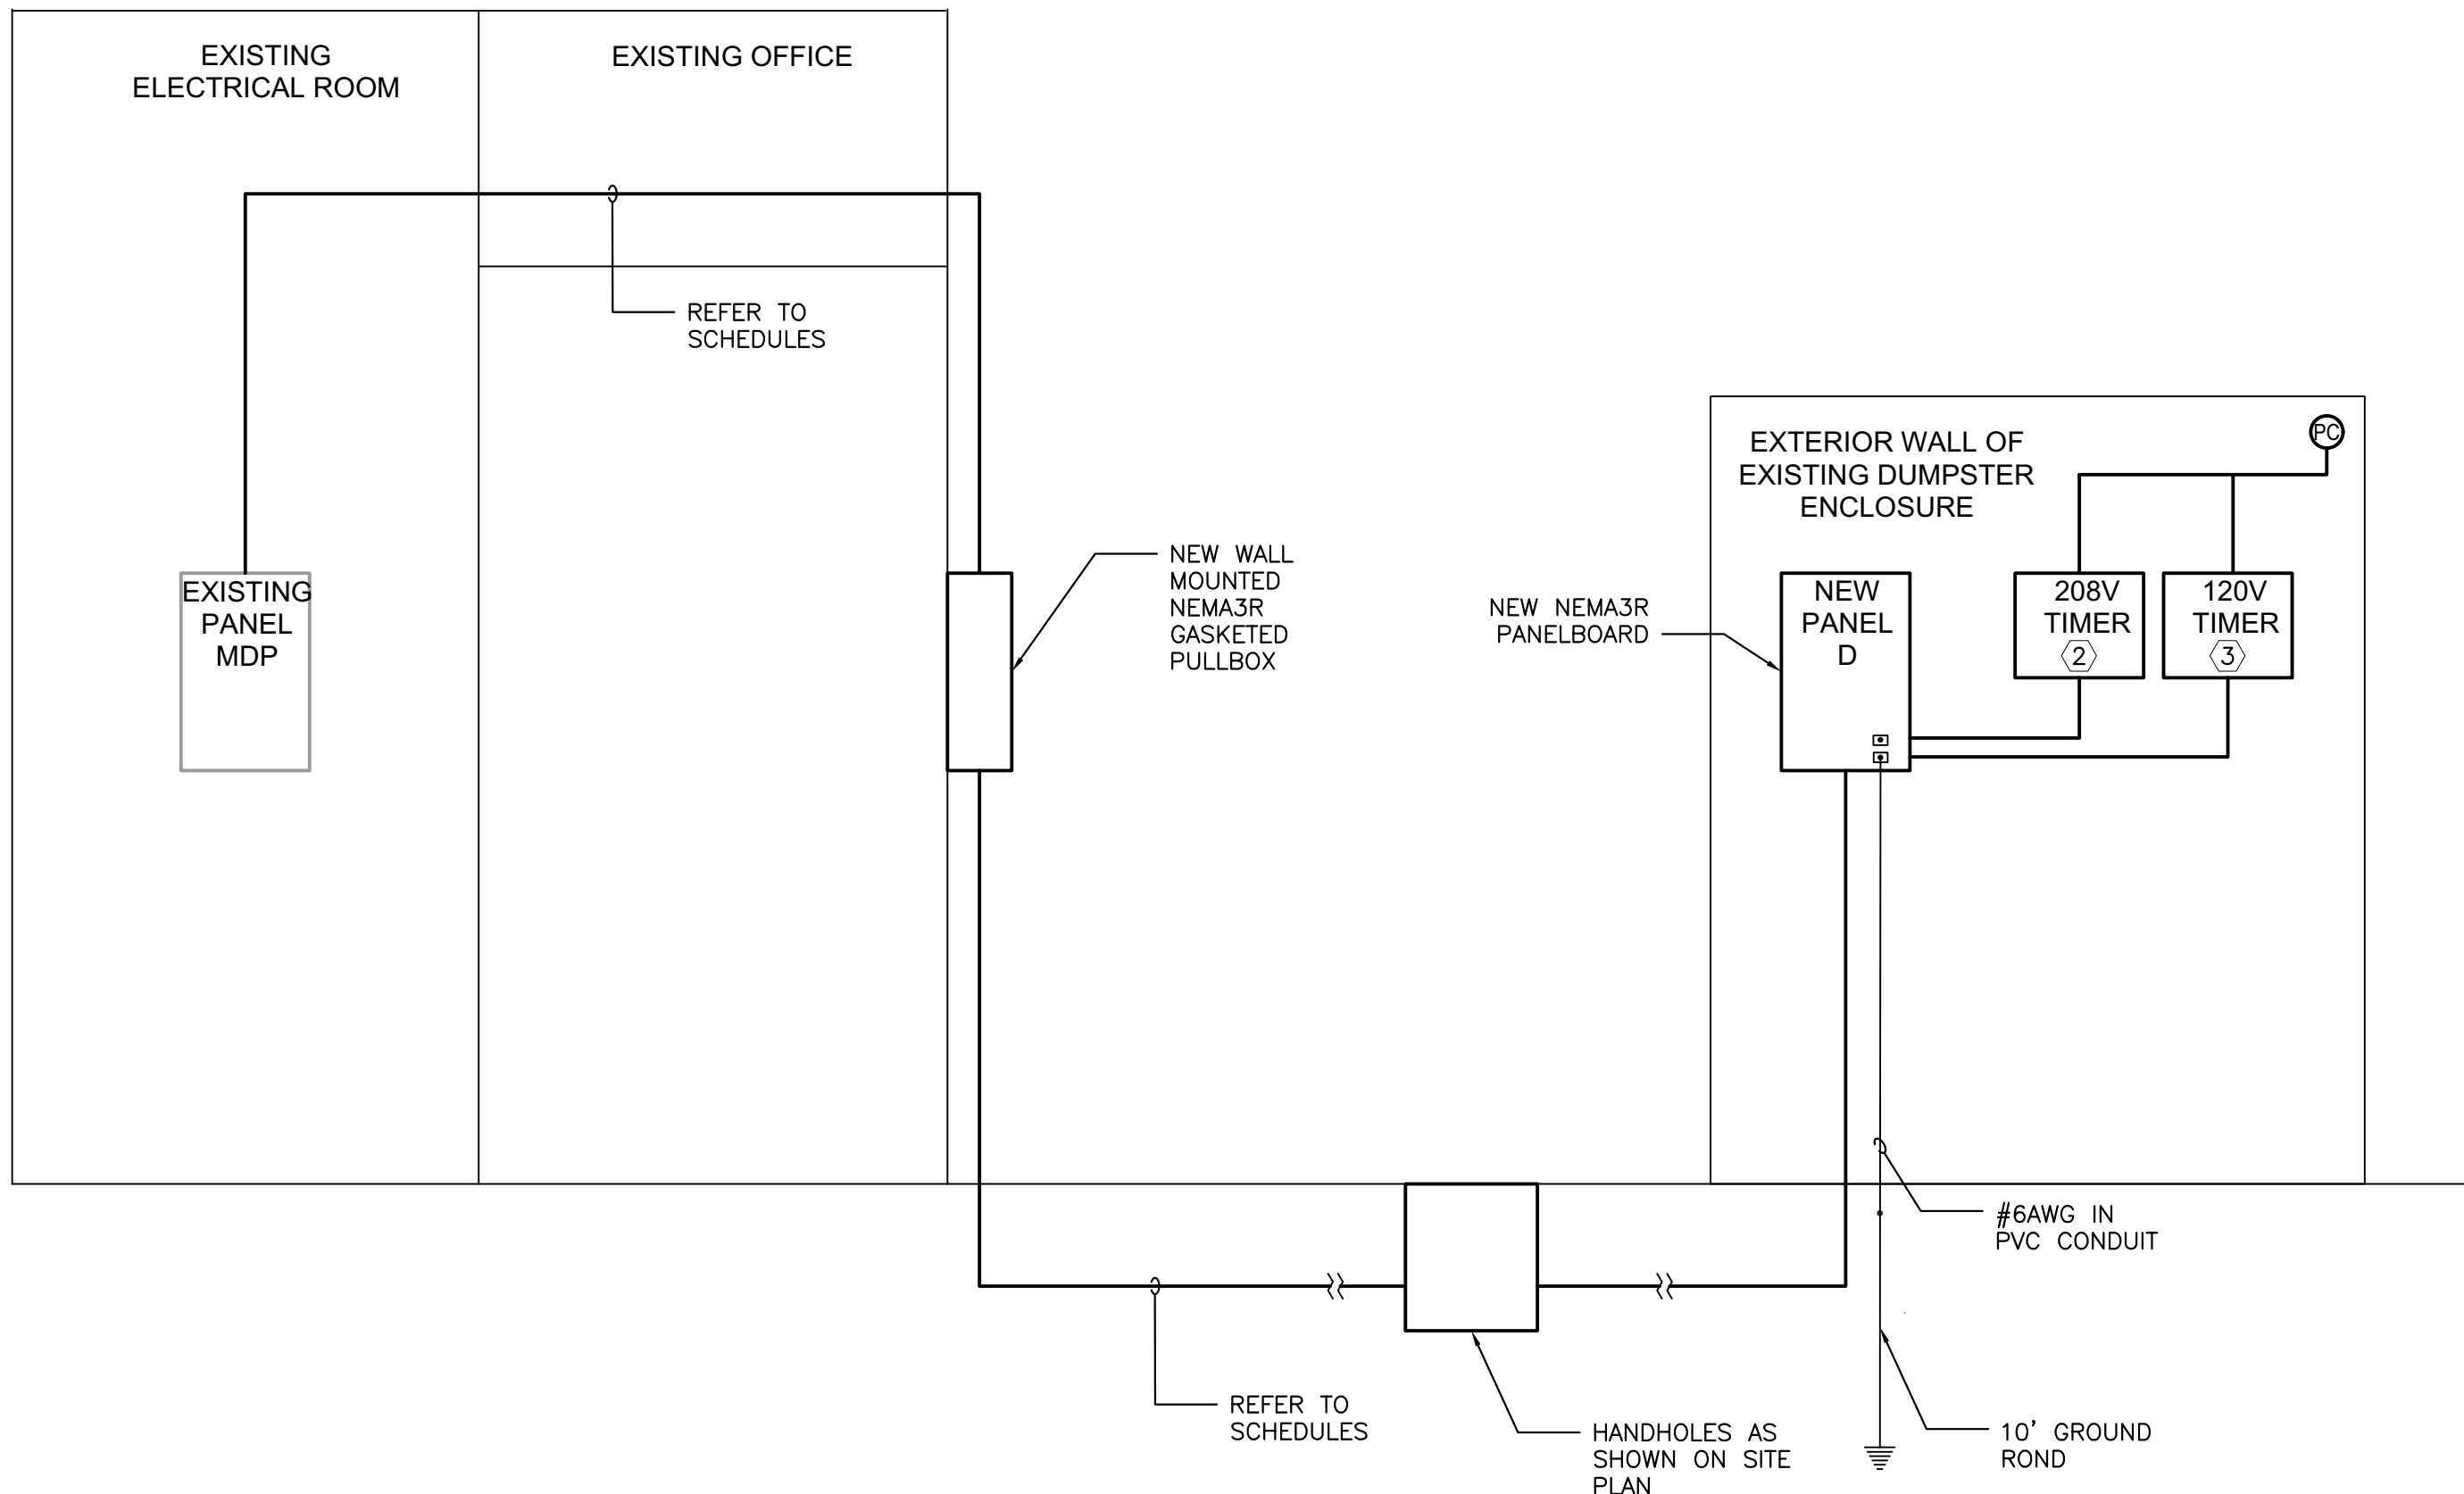 EXISTING
ELECTRICAL ROOM
EXISTING OFFICE
REFER TO
SCHEDULES
EXISTING
PANEL
MDP
NEW WALL
MOUNTED
NEMA3R
GASKETED
PULLBOX
NEW NEMA3R
PANELBOARD
EXTERIOR WALL OF
EXISTING DUMPSTER
ENCLOSURE
PC
NEW
PANEL
D
208V
TIMER
2
120V
TIMER
3
#6AWG IN
PVC CONDUIT
REFER TO
SCHEDULES
HANDHOLES AS
SHOWN ON SITE
PLAN
10' GROUND
ROND